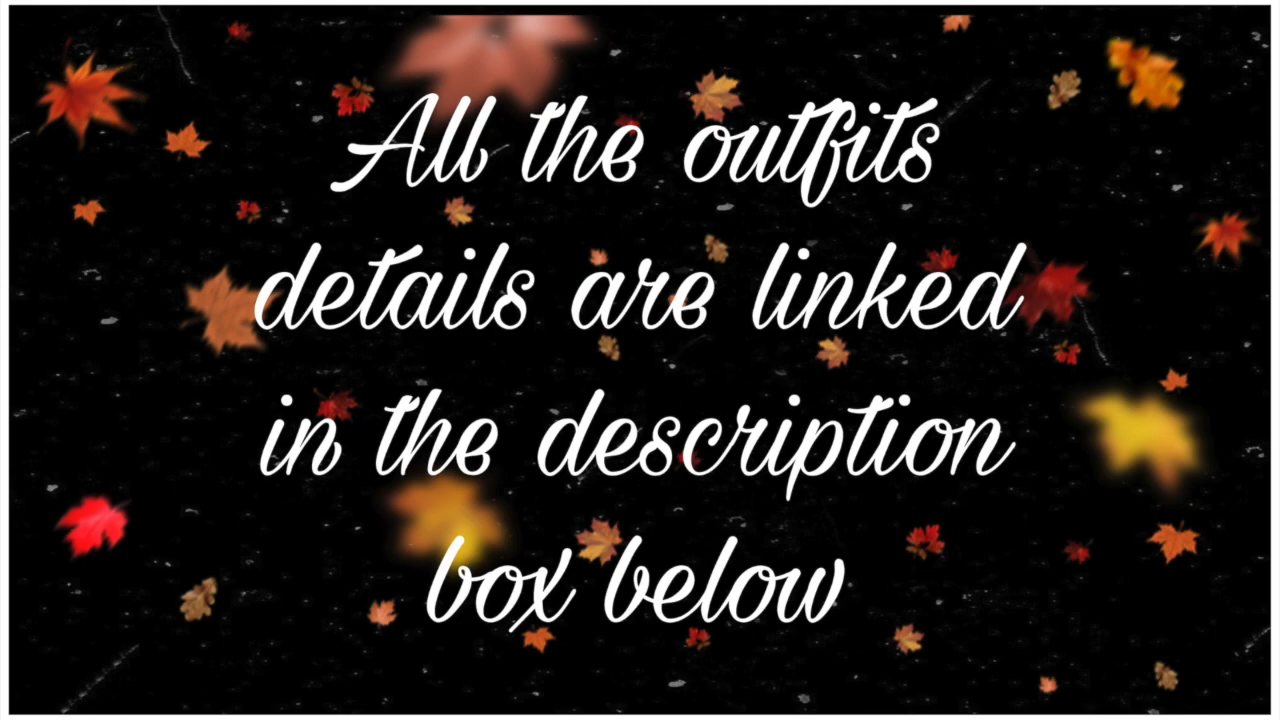 All the outfits
details are linked
in the description
box below